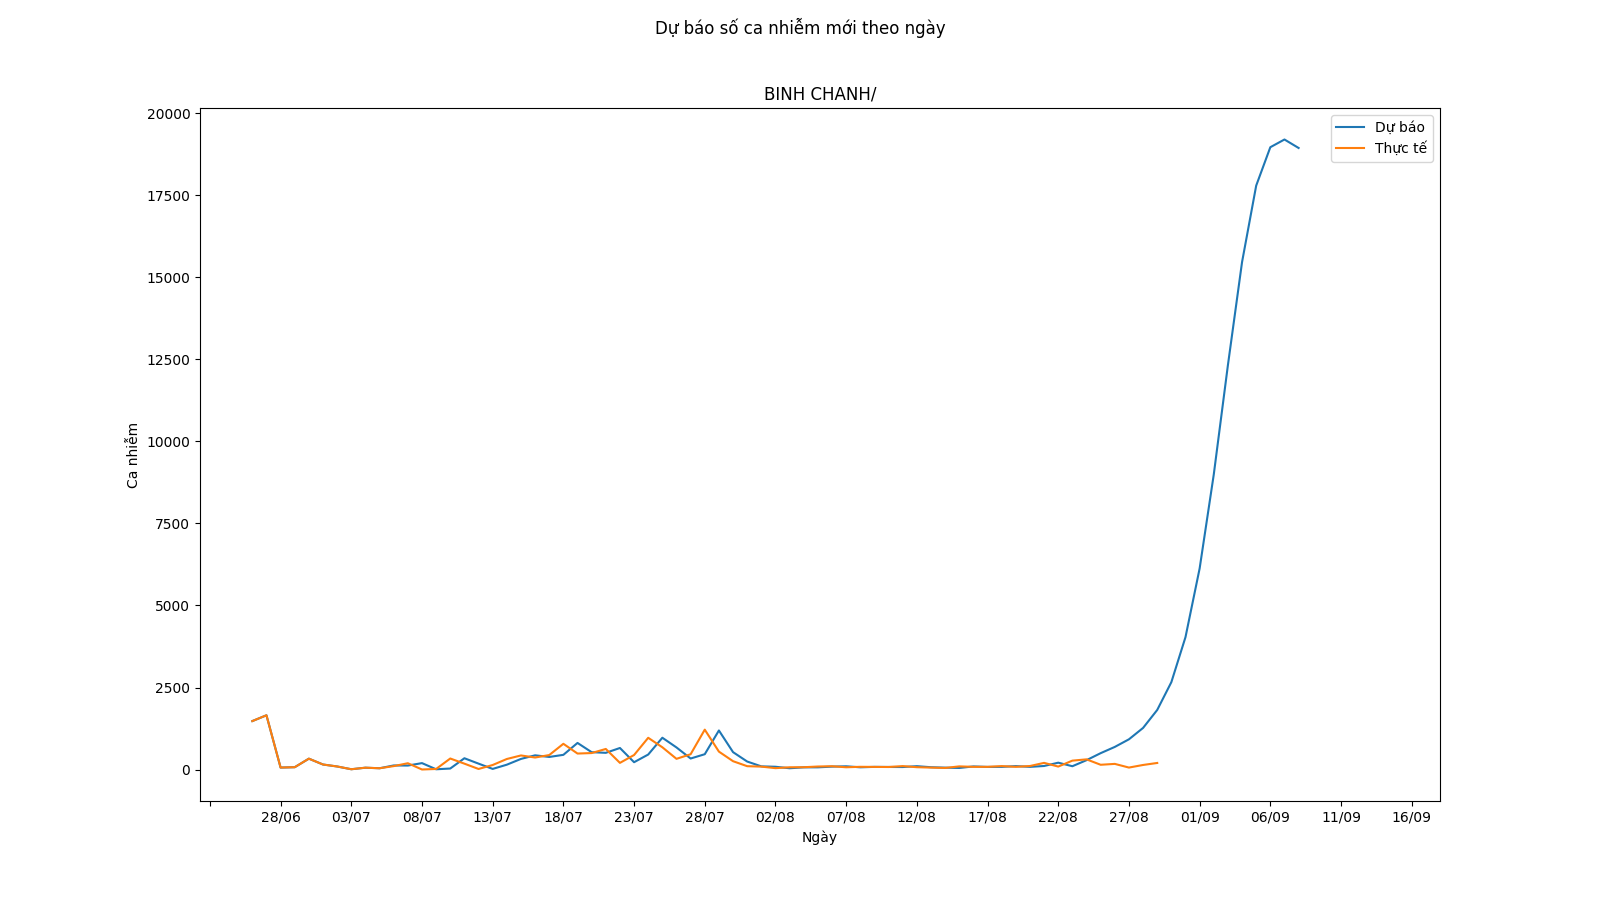 Dự báo số ca nhiễm mới theo ngày
BINH CHANH/
Dự báo
Thực tế
20000
17500
15000
12500
10000
7500
5000
2500
0
Ca nhiễm
28/06 03/07 08/07 13/07 18/07 23/07 28/07 02/08 07/08 12/08 17/08 22/08 27/08 01/09 06/09 11/09 16/09
Ngày